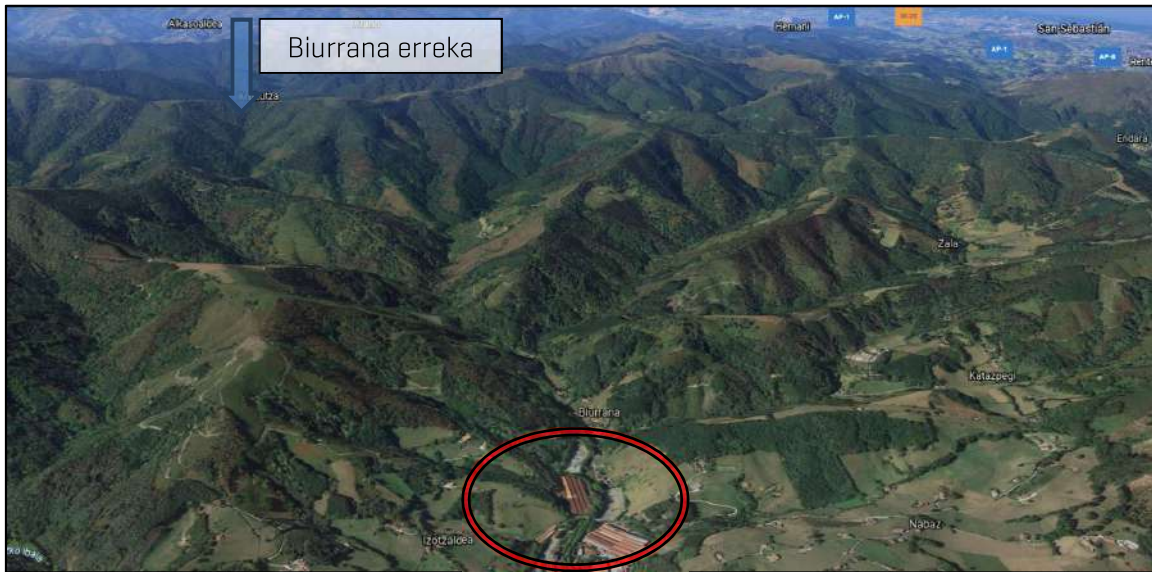 Alkasoaldea
Biurrana erreka
Hernani
AP-1
San Sebastián
AP-1
AP-8
Endara
Zala
Katazpegi
Biurrana
Izotzaldea
Nabaz